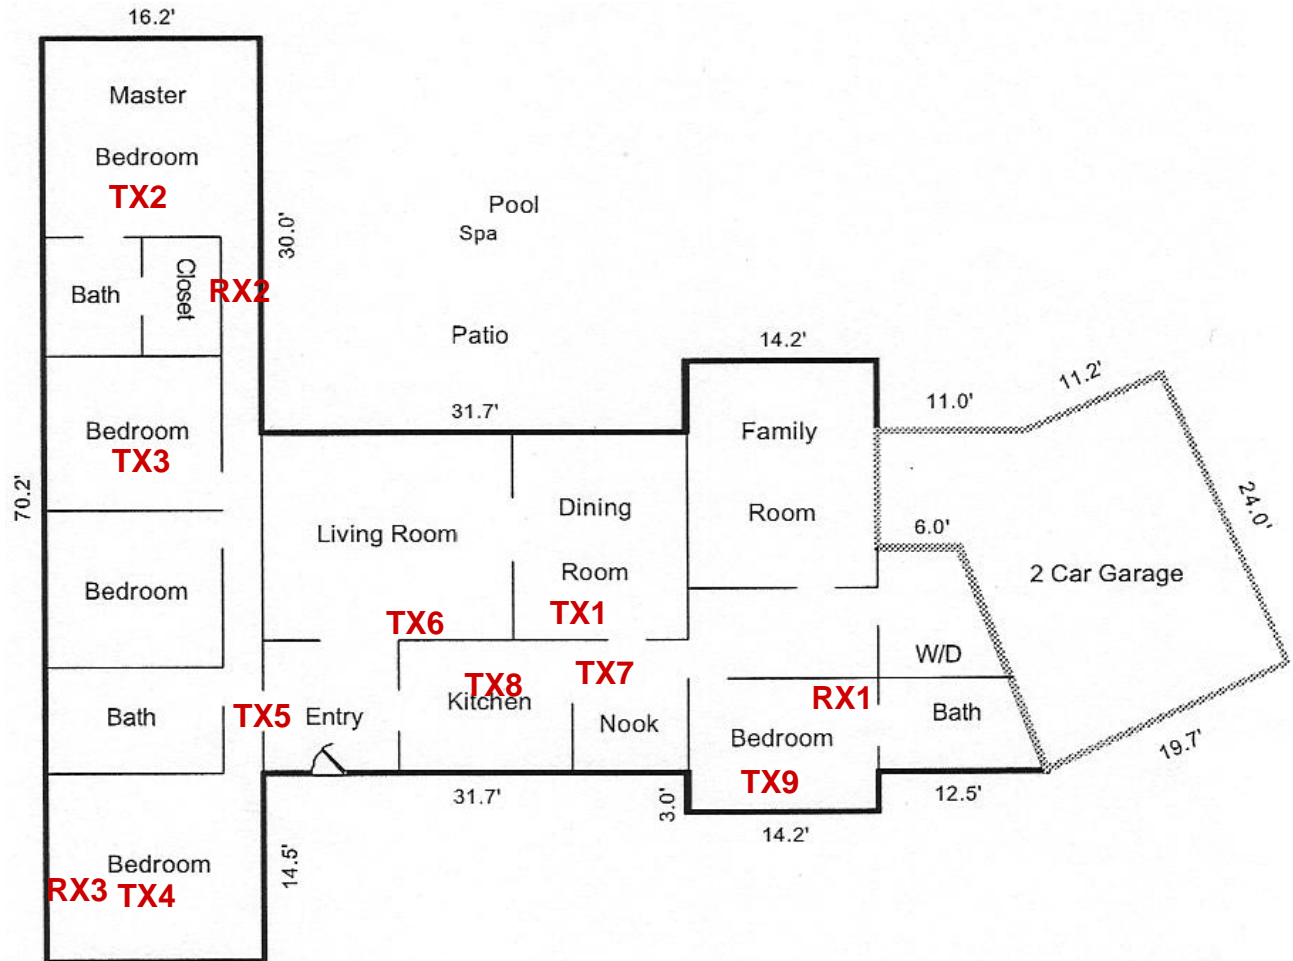 16.2'
Master
Bedroom
TX2
30.0'
Pool
Spa
Bath
Closet
RX2
Patio
14.2'
11.2'
11.0'
31.7'
Bedroom
TX3
Family
70.2'
Dining
Room
24.0'
Living Room
6.0'
Room
2 Car Garage
Bedroom
TX1
TX6
W/D
TX7
TX8
Kitchen
RX1
Bath
TX5
Entry
Nook
Bath
Bedroom
19.7'
TX9
31.7'
3.0'
12.5'
14.2'
Bedroom
14.5'
RX3 TX4